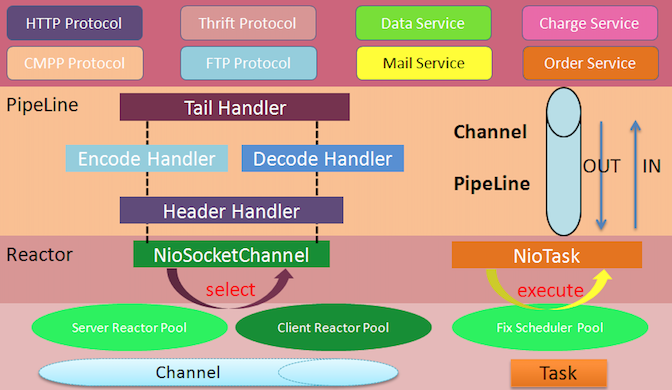 HTTP Protocol
Thrift Protocol
Data Service
Charge Service
CMPP Protocol
FTP Protocol
Mail Service
Order Service
PipeLine
Tail Handler
Encode Handler
Decode Handler
Header Handler
Channel
PipeLine
OUT
IN
Reactor
NioSocketChannel
select
NioTask
execute
Server Reactor Pool
Client Reactor Pool
Fix Scheduler Pool
Channel
Task